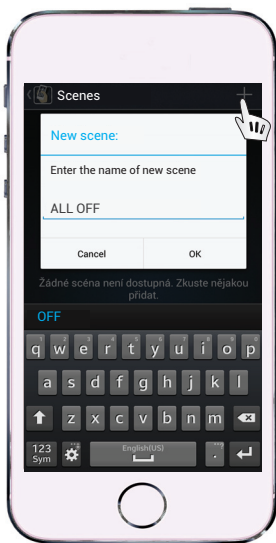 Scenes
New scene:
Enter the name of new scene
ALL OFF
Cancel OK
Žádné scéna není dostupná. Zkuste nějakou
přidat.
OFF
q w e r t y u i o p
a s d f g h j k l
z x c v b n m
123
Sym
English(US)
.